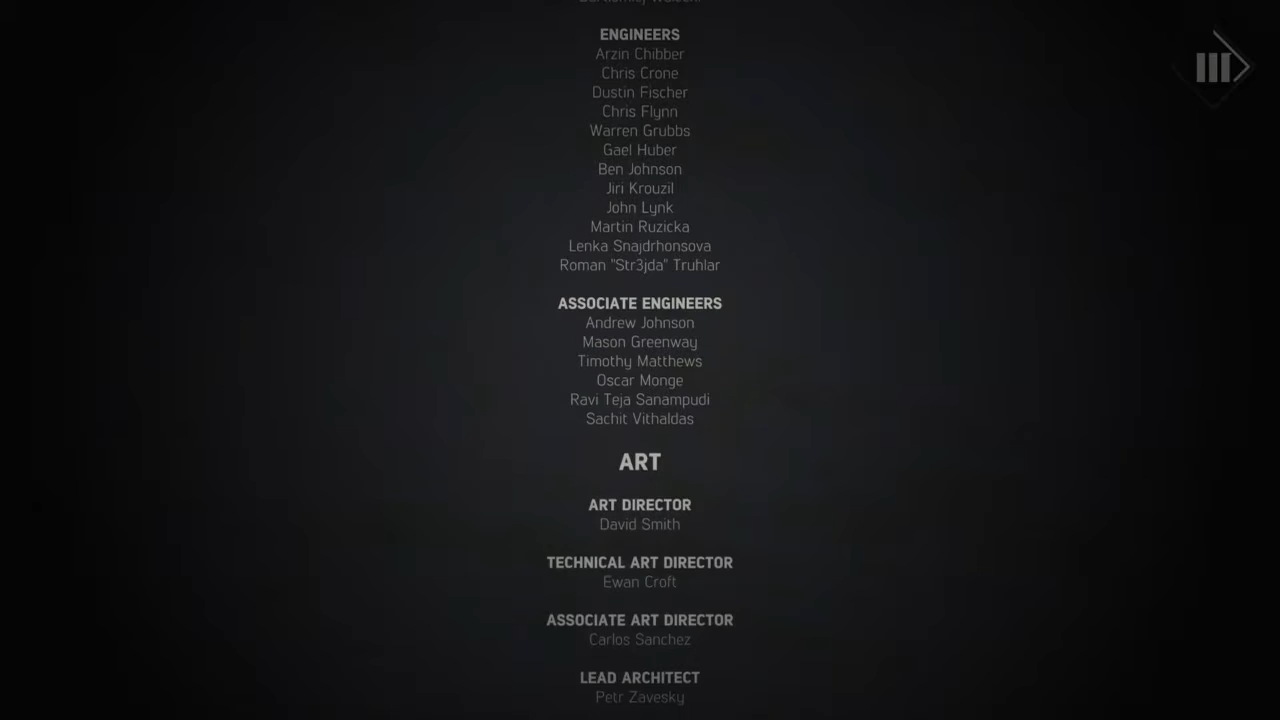 ENGINEERS
Arzin Chibber
Chris Crone
Dustin Fischer
Chris Flynn
Warren Grubbs
Gael Huber
Ben Johnson
Jiri Krouzil
John Lynk
Martin Ruzicka
Lenka Snajdrhonsova
Roman "Str3jda" Truhlar
ASSOCIATE ENGINEERS
Andrew Johnson
Mason Greenway
Timothy Matthews
Oscar Monge
Ravi Teja Sanampudi
Sachit Vithaldas
ART
ART DIRECTOR
David Smith
TECHNICAL ART DIRECTOR
Ewan Croft
ASSOCIATE ART DIRECTOR
Carlos Sanchez
LEAD ARCHITECT
Petr Zavesky